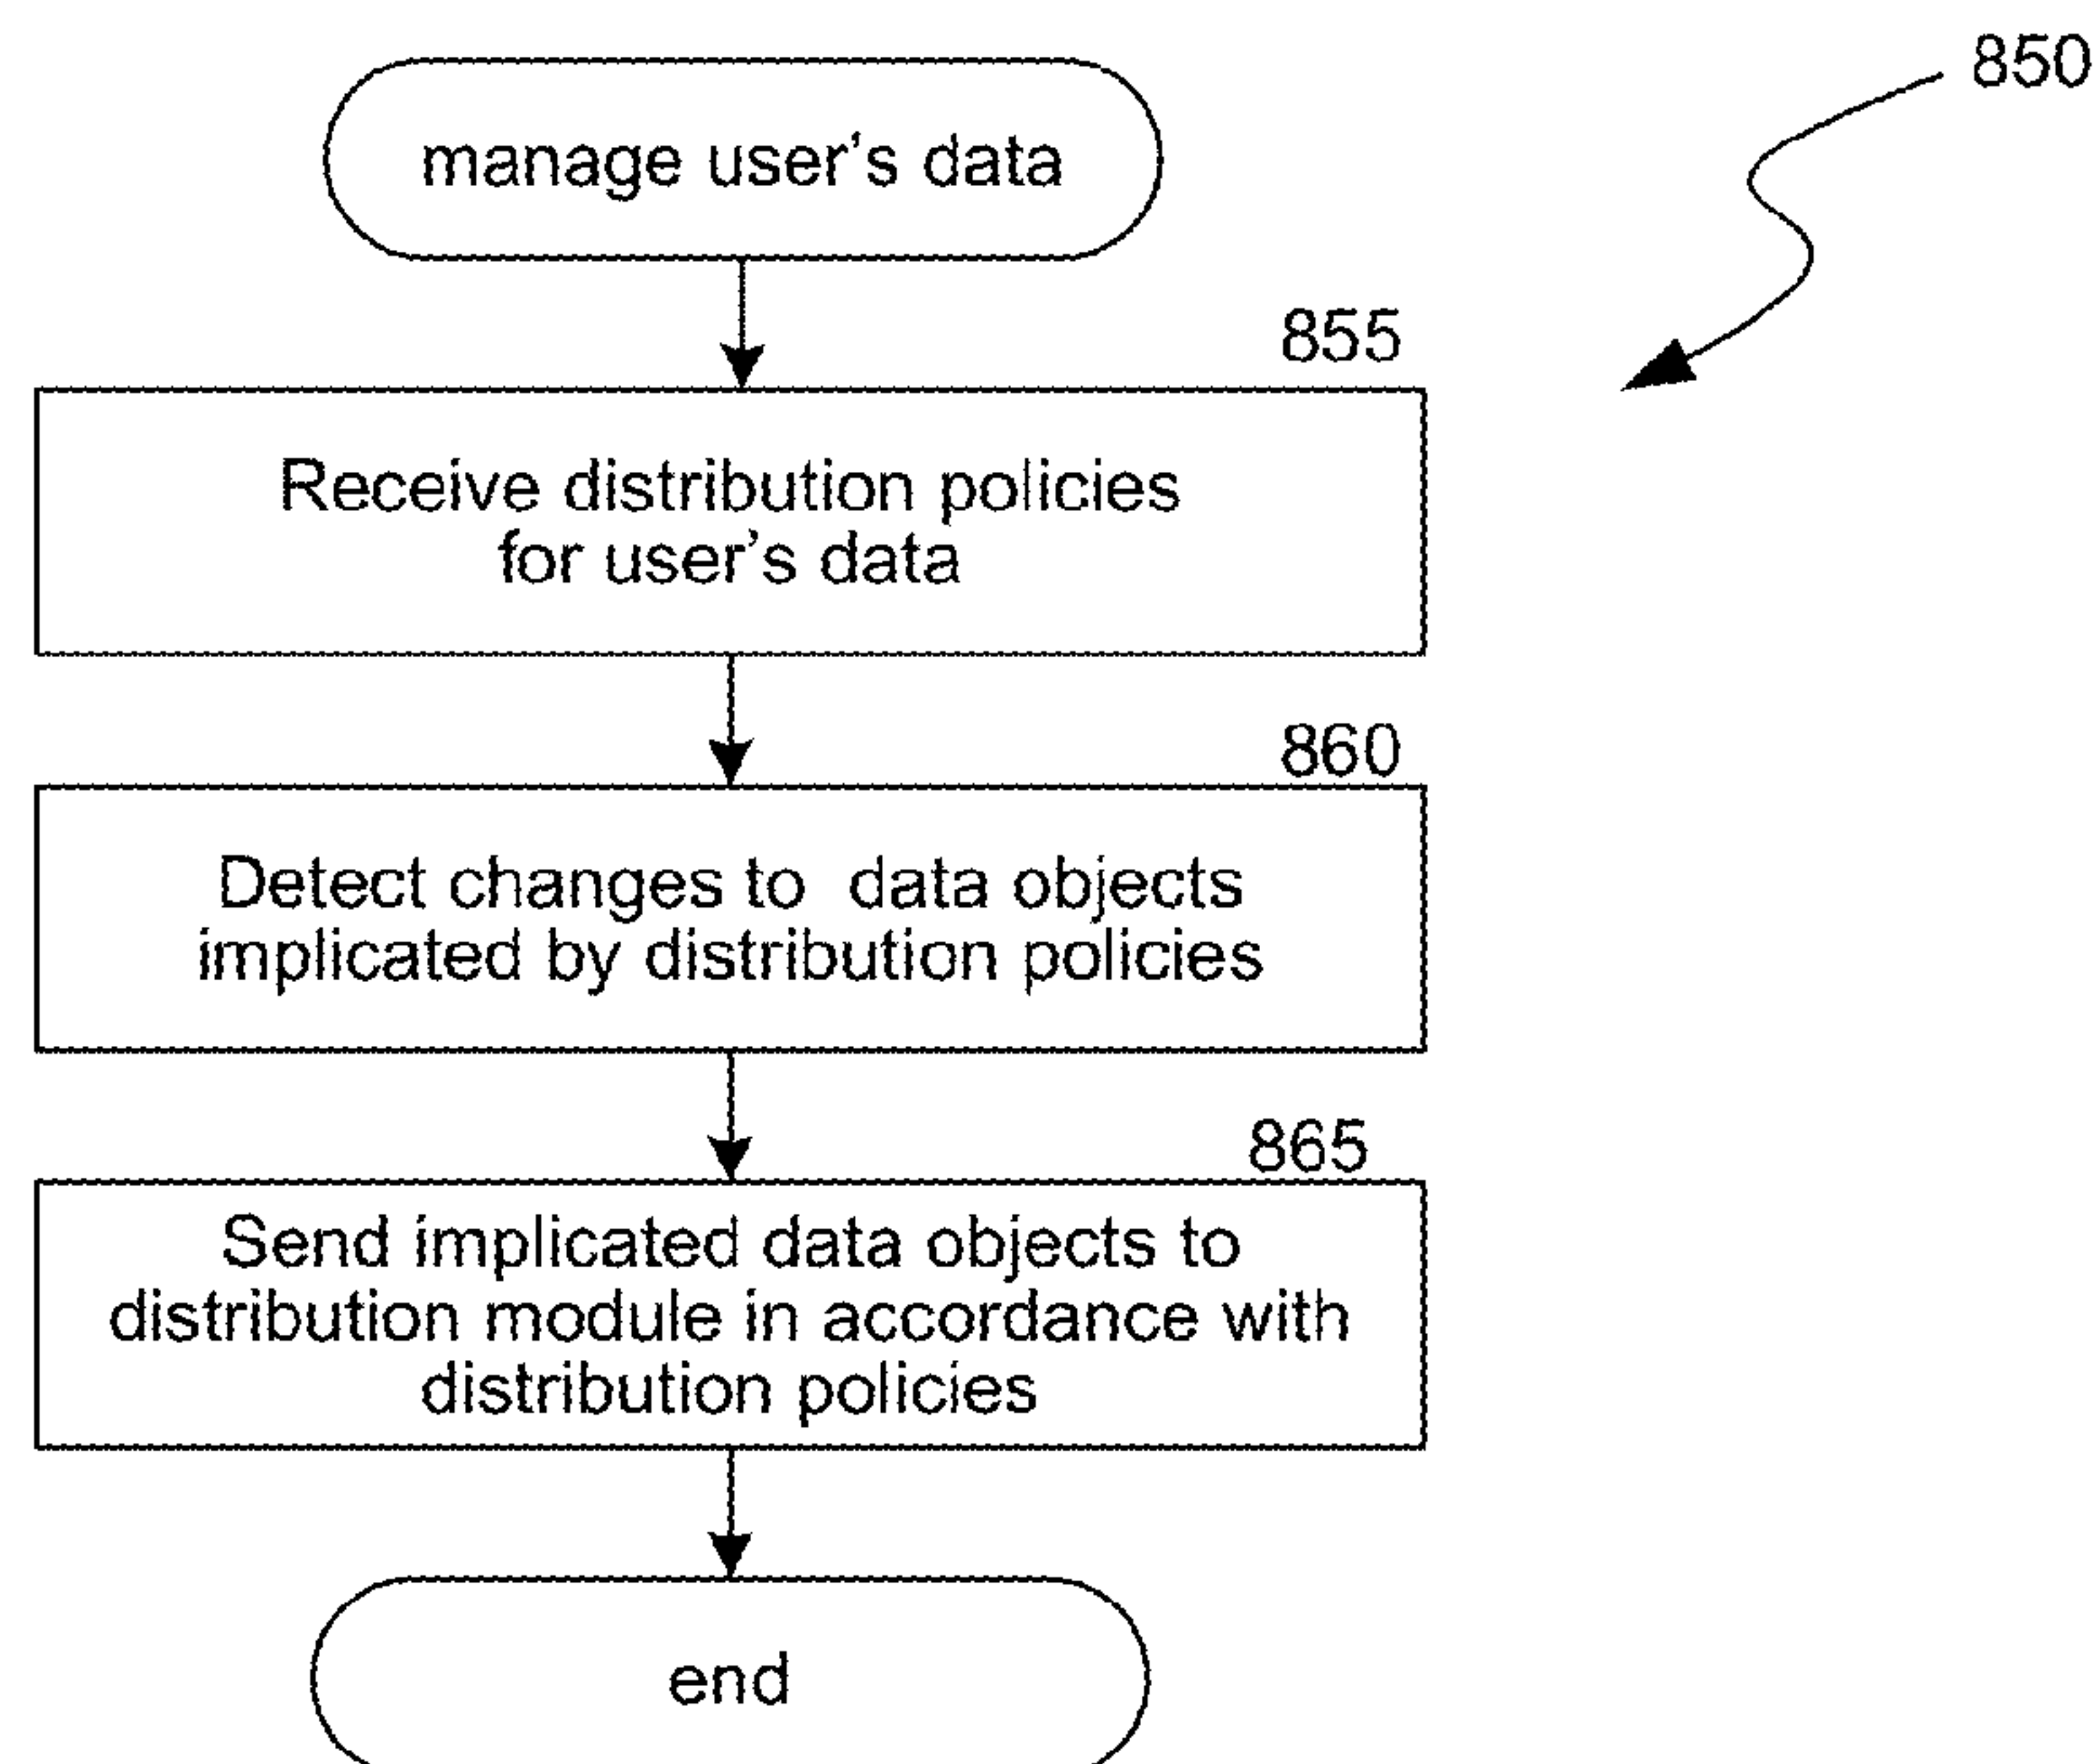 850
manage user's data
855
Receive distribution policies
for user's data
860
Detect changes to data objects
implicated by distribution policies
865
Send implicated data objects to
distribution module in accordance with
distribution policies
end